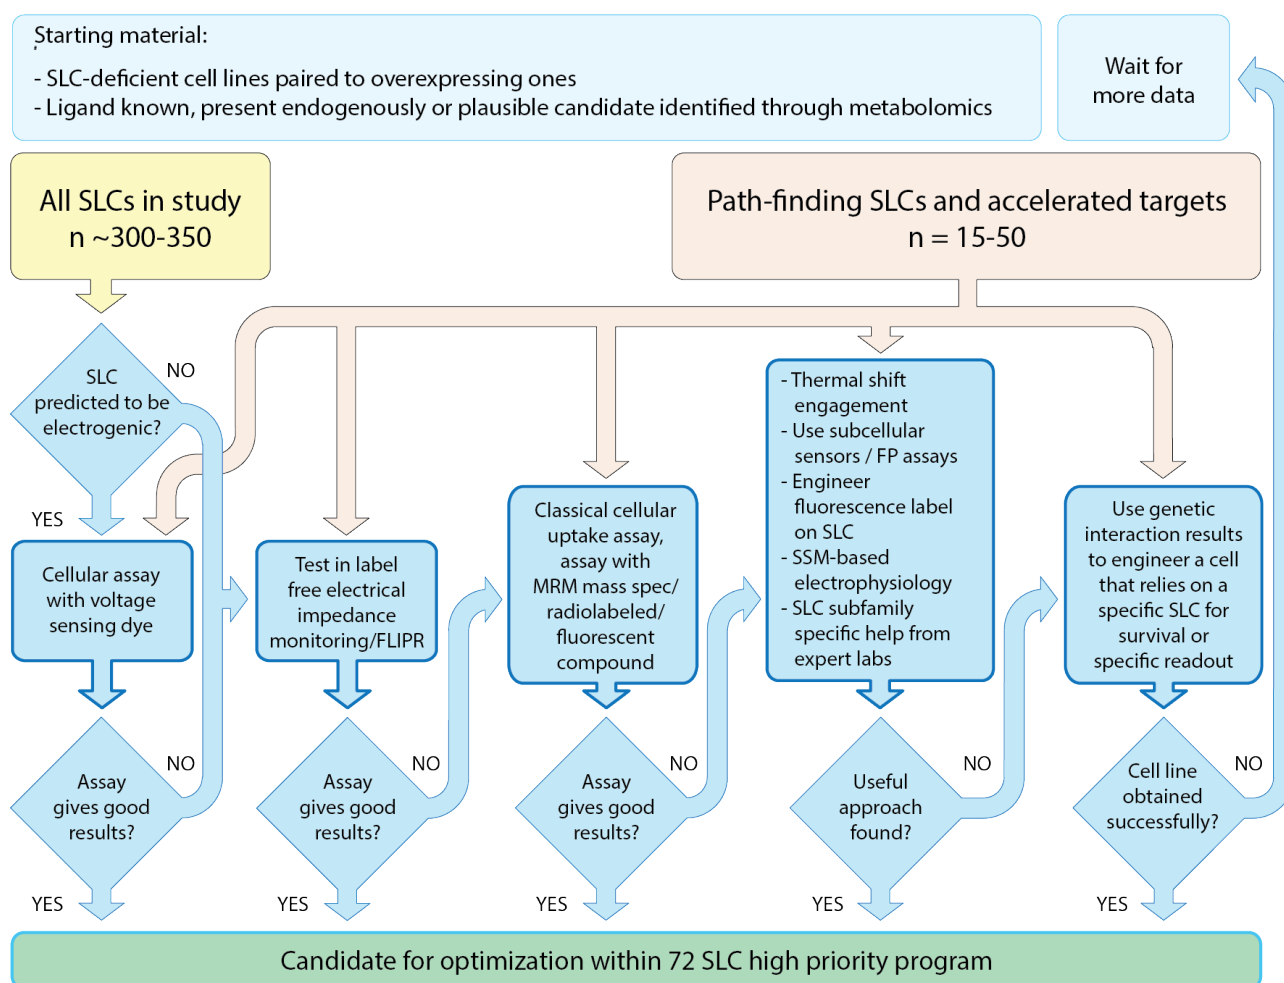 Starting material:
- SLC-deficient cell lines paired to overexpressing ones
- Ligand known, present endogenously or plausible candidate identified through metabolomics
Wait for
more data
All SLCs in study
n ~300-350
Path-finding SLCs and accelerated targets
n = 15-50
SLC
predicted to be
electrogenic?
NO
YES
Cellular assay
with voltage
sensing dye
Test in label
free electrical
impedance
monitoring/FLIPR
Classical cellular
uptake assay,
assay with
MRM mass spec/
radiolabeled/
fluorescent
compound
- Thermal shift
engagement
- Use subcellular
sensors / FP assays
- Engineer
fluorescence label
on SLC
- SSM-based
electrophysiology
- SLC subfamily
specific help from
expert labs
Use genetic
interaction results
to engineer a cell
that relies on a
specific SLC for
survival or
specific readout
Assay
gives good
results?
NO
YES
Assay
gives good
results?
NO
YES
Assay
gives good
results?
NO
YES
Useful
approach
found?
NO
YES
Cell line
obtained
successfully?
NO
YES
Candidate for optimization within 72 SLC high priority program